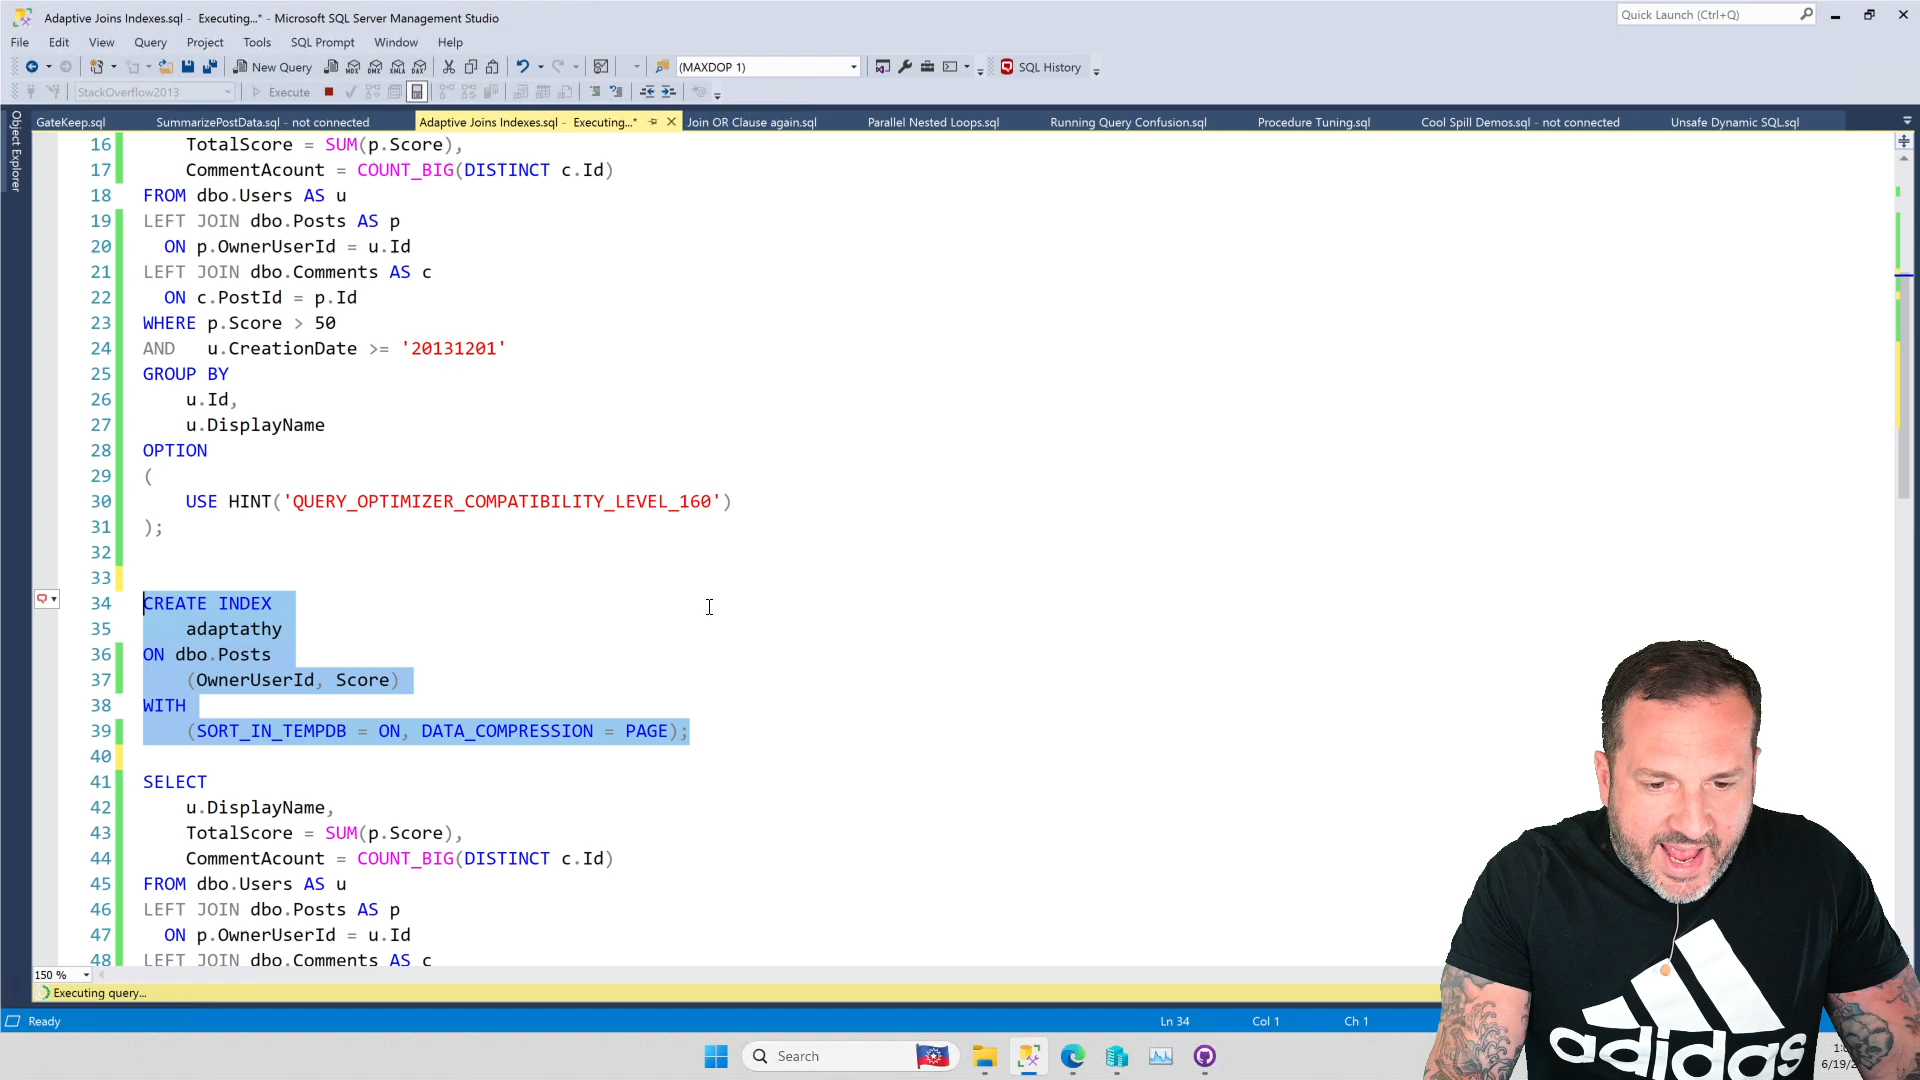 Adaptive Joins Indexes.sql - Executing...* - Microsoft SQL Server Management Studio
Quick Launch (Ctrl+Q)
File Edit View Query Project Tools SQL Prompt Window Help
New Query (MAXDOP 1) SQL History
StackOverflow2013 Execute
Object Explorer
GateKeep.sql SummarizePostData.sql - not connected Adaptive Joins Indexes.sql - Executing...* Join OR Clause again.sql Parallel Nested Loops.sql Running Query Confusion.sql Procedure Tuning.sql Cool Spill Demos.sql - not connected Unsafe Dynamic SQL.sql
16 TotalScore = SUM(p.Score),
17 CommentAcount = COUNT_BIG(DISTINCT c.Id)
18 FROM dbo.Users AS u
19 LEFT JOIN dbo.Posts AS p
20 ON p.OwnerUserId = u.Id
21 LEFT JOIN dbo.Comments AS c
22 ON c.PostId = p.Id
23 WHERE p.Score > 50
24 AND u.CreationDate >= '20131201'
25 GROUP BY
26 u.Id,
27 u.DisplayName
28 OPTION
29 (
30 USE HINT('QUERY_OPTIMIZER_COMPATIBILITY_LEVEL_160')
31 );
32
33
34 CREATE INDEX
35 adaptathy
36 ON dbo.Posts
37 (OwnerUserId, Score)
38 WITH
39 (SORT_IN_TEMPDB = ON, DATA_COMPRESSION = PAGE);
40
41 SELECT
42 u.DisplayName,
43 TotalScore = SUM(p.Score),
44 CommentAcount = COUNT_BIG(DISTINCT c.Id)
45 FROM dbo.Users AS u
46 LEFT JOIN dbo.Posts AS p
47 ON p.OwnerUserId = u.Id
48 LEFT JOIN dbo.Comments AS c
150 %
Executing query...
Ready Ln 34 Col 1 Ch 1
Search
adidas